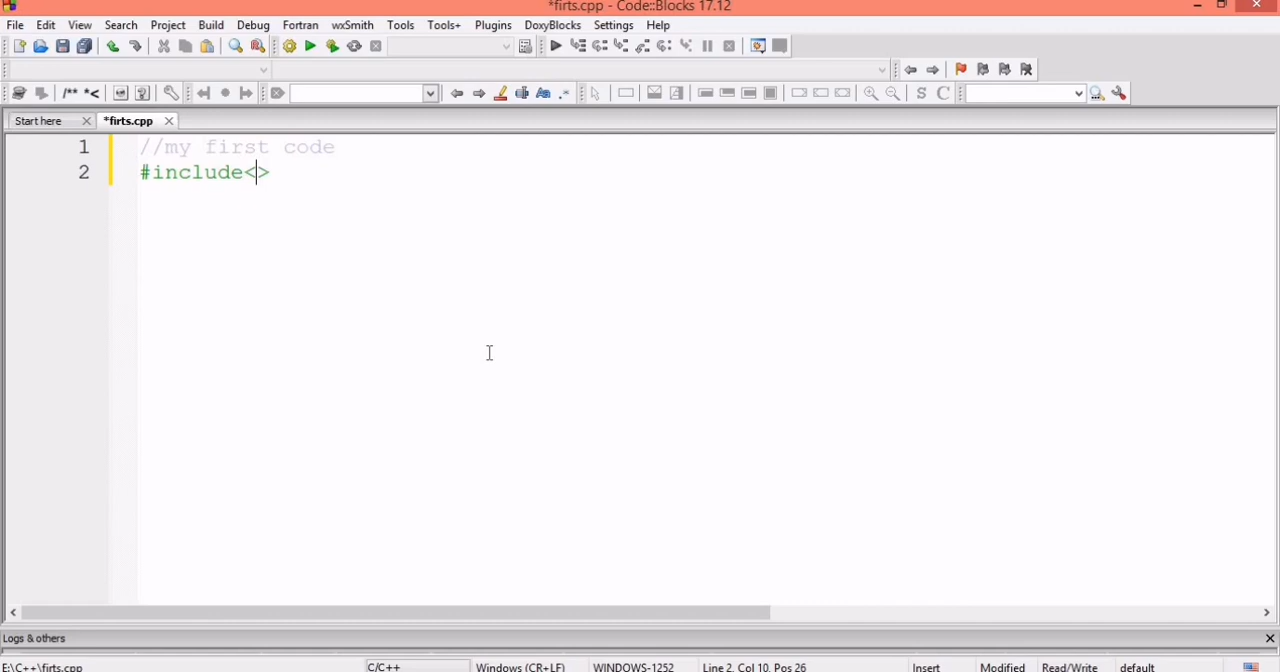 *firts.cpp - Code::Blocks 17.12
File Edit View Search Project Build Debug Fortran wxSmith Tools Tools+ Plugins DoxyBlocks Settings Help
/** *<
S C
Start here *firts.cpp
1 //my first code
2 #include<>
Logs & others
E:\C++\firts.cpp C/C++ Windows (CR+LF) WINDOWS-1252 Line 2, Col 10, Pos 26 Insert Modified Read/Write default